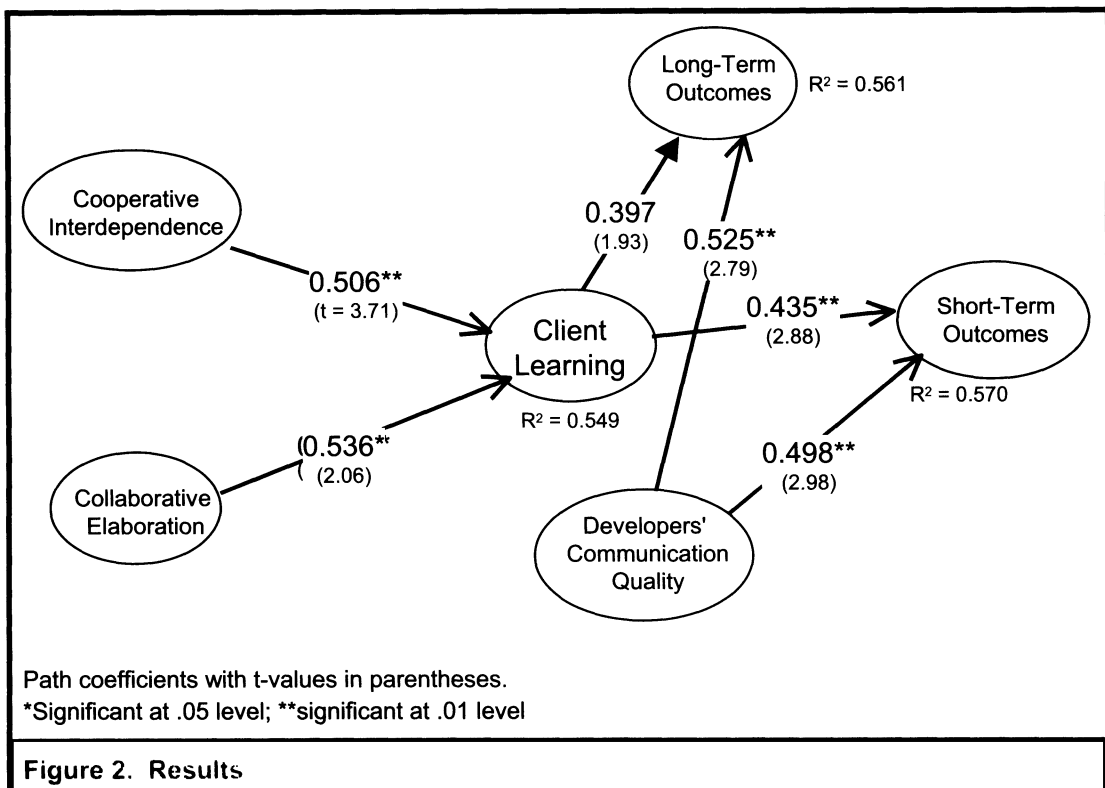 Long-Term
Outcomes
R² = 0.561
Cooperative
Interdependence
0.397
(1.93)
0.525**
(2.79)
0.506**
(t = 3.71)
Client
Learning
R² = 0.549
0.435**
(2.88)
Short-Term
Outcomes
R² = 0.570
(0.536**
( (2.06)
0.498**
(2.98)
Collaborative
Elaboration
Developers'
Communication
Quality
Path coefficients with t-values in parentheses.
*Significant at .05 level; **significant at .01 level
Figure 2. Results